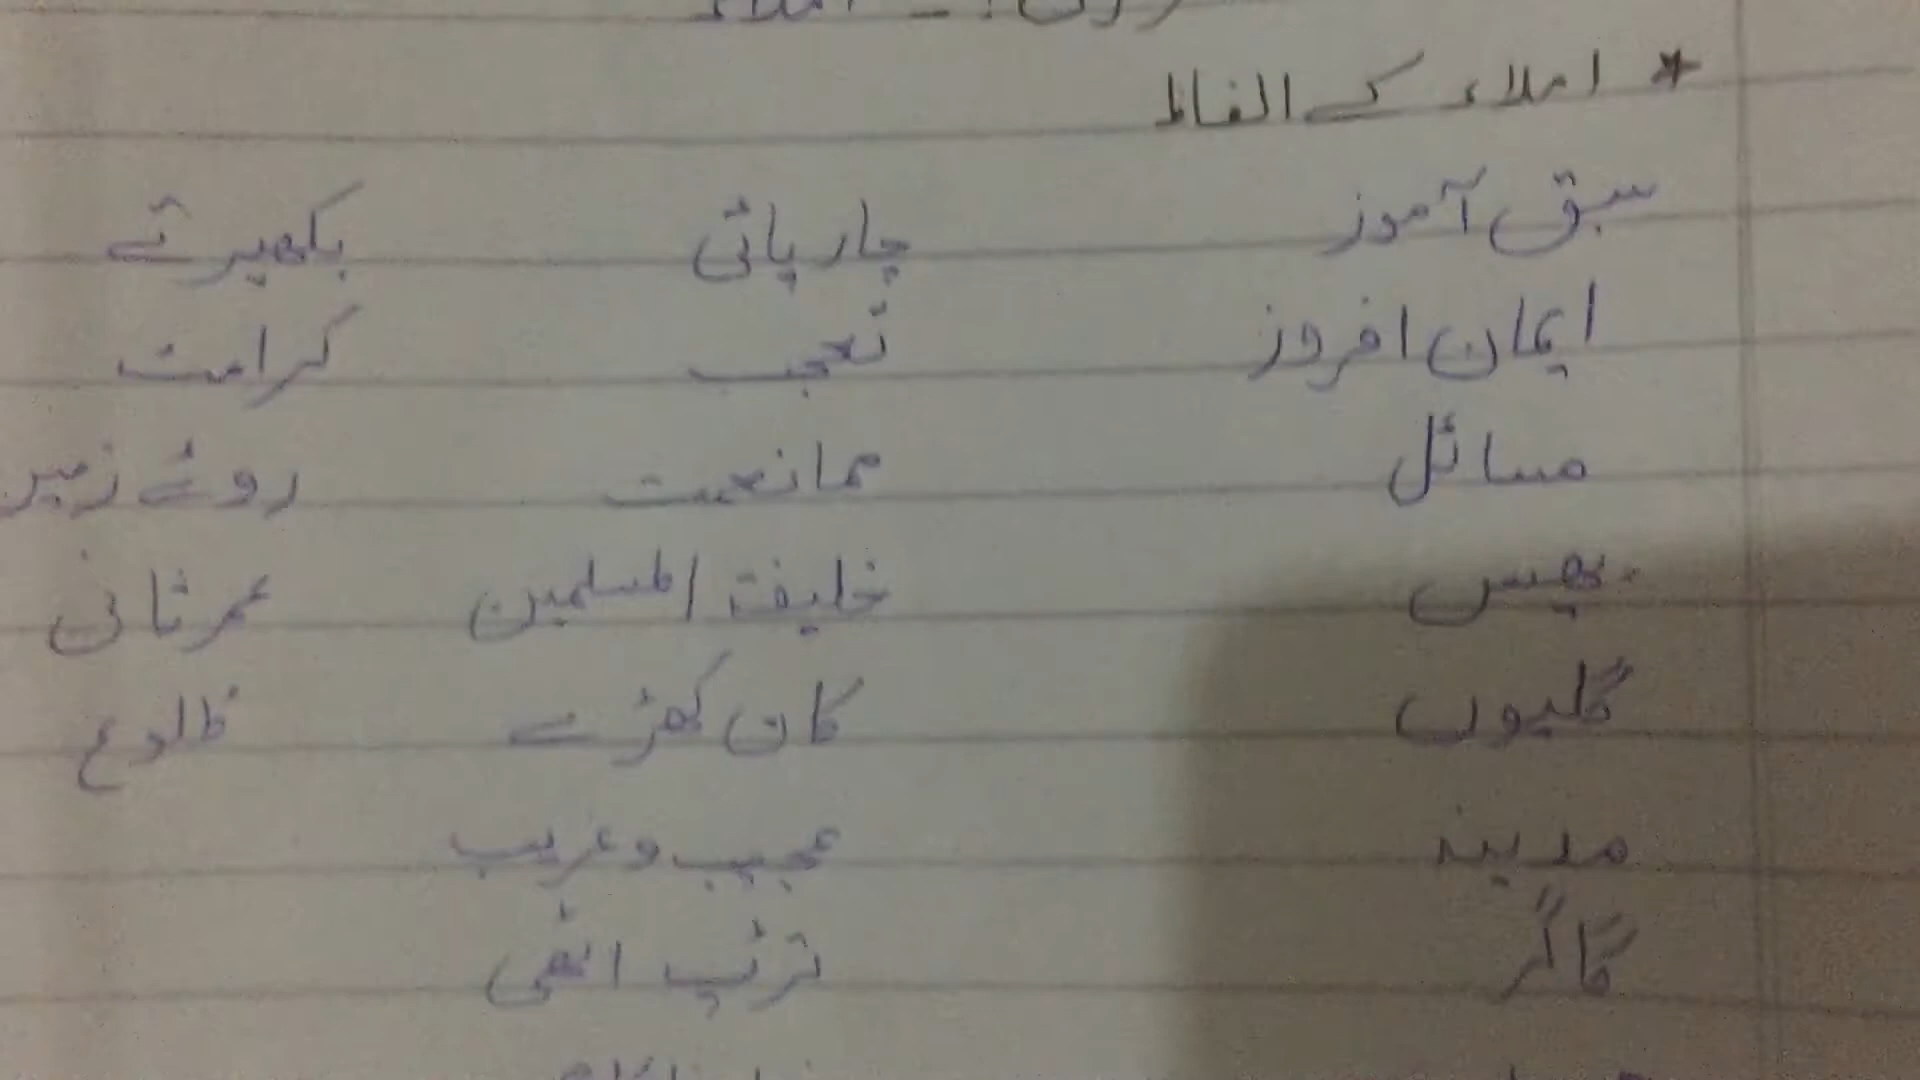 * املاء کے الفاظ
سبق آموز چارپائی بکھیرتے
ایمان افروز تعجب کرامت
مسائل ممانعت روئے
بھیس خلیفۃ المسلمین عمر ثانی
گلیوں کان کھڑے طلوع
مدینہ عجیب و غریب
گاگر تڑپ اٹھی